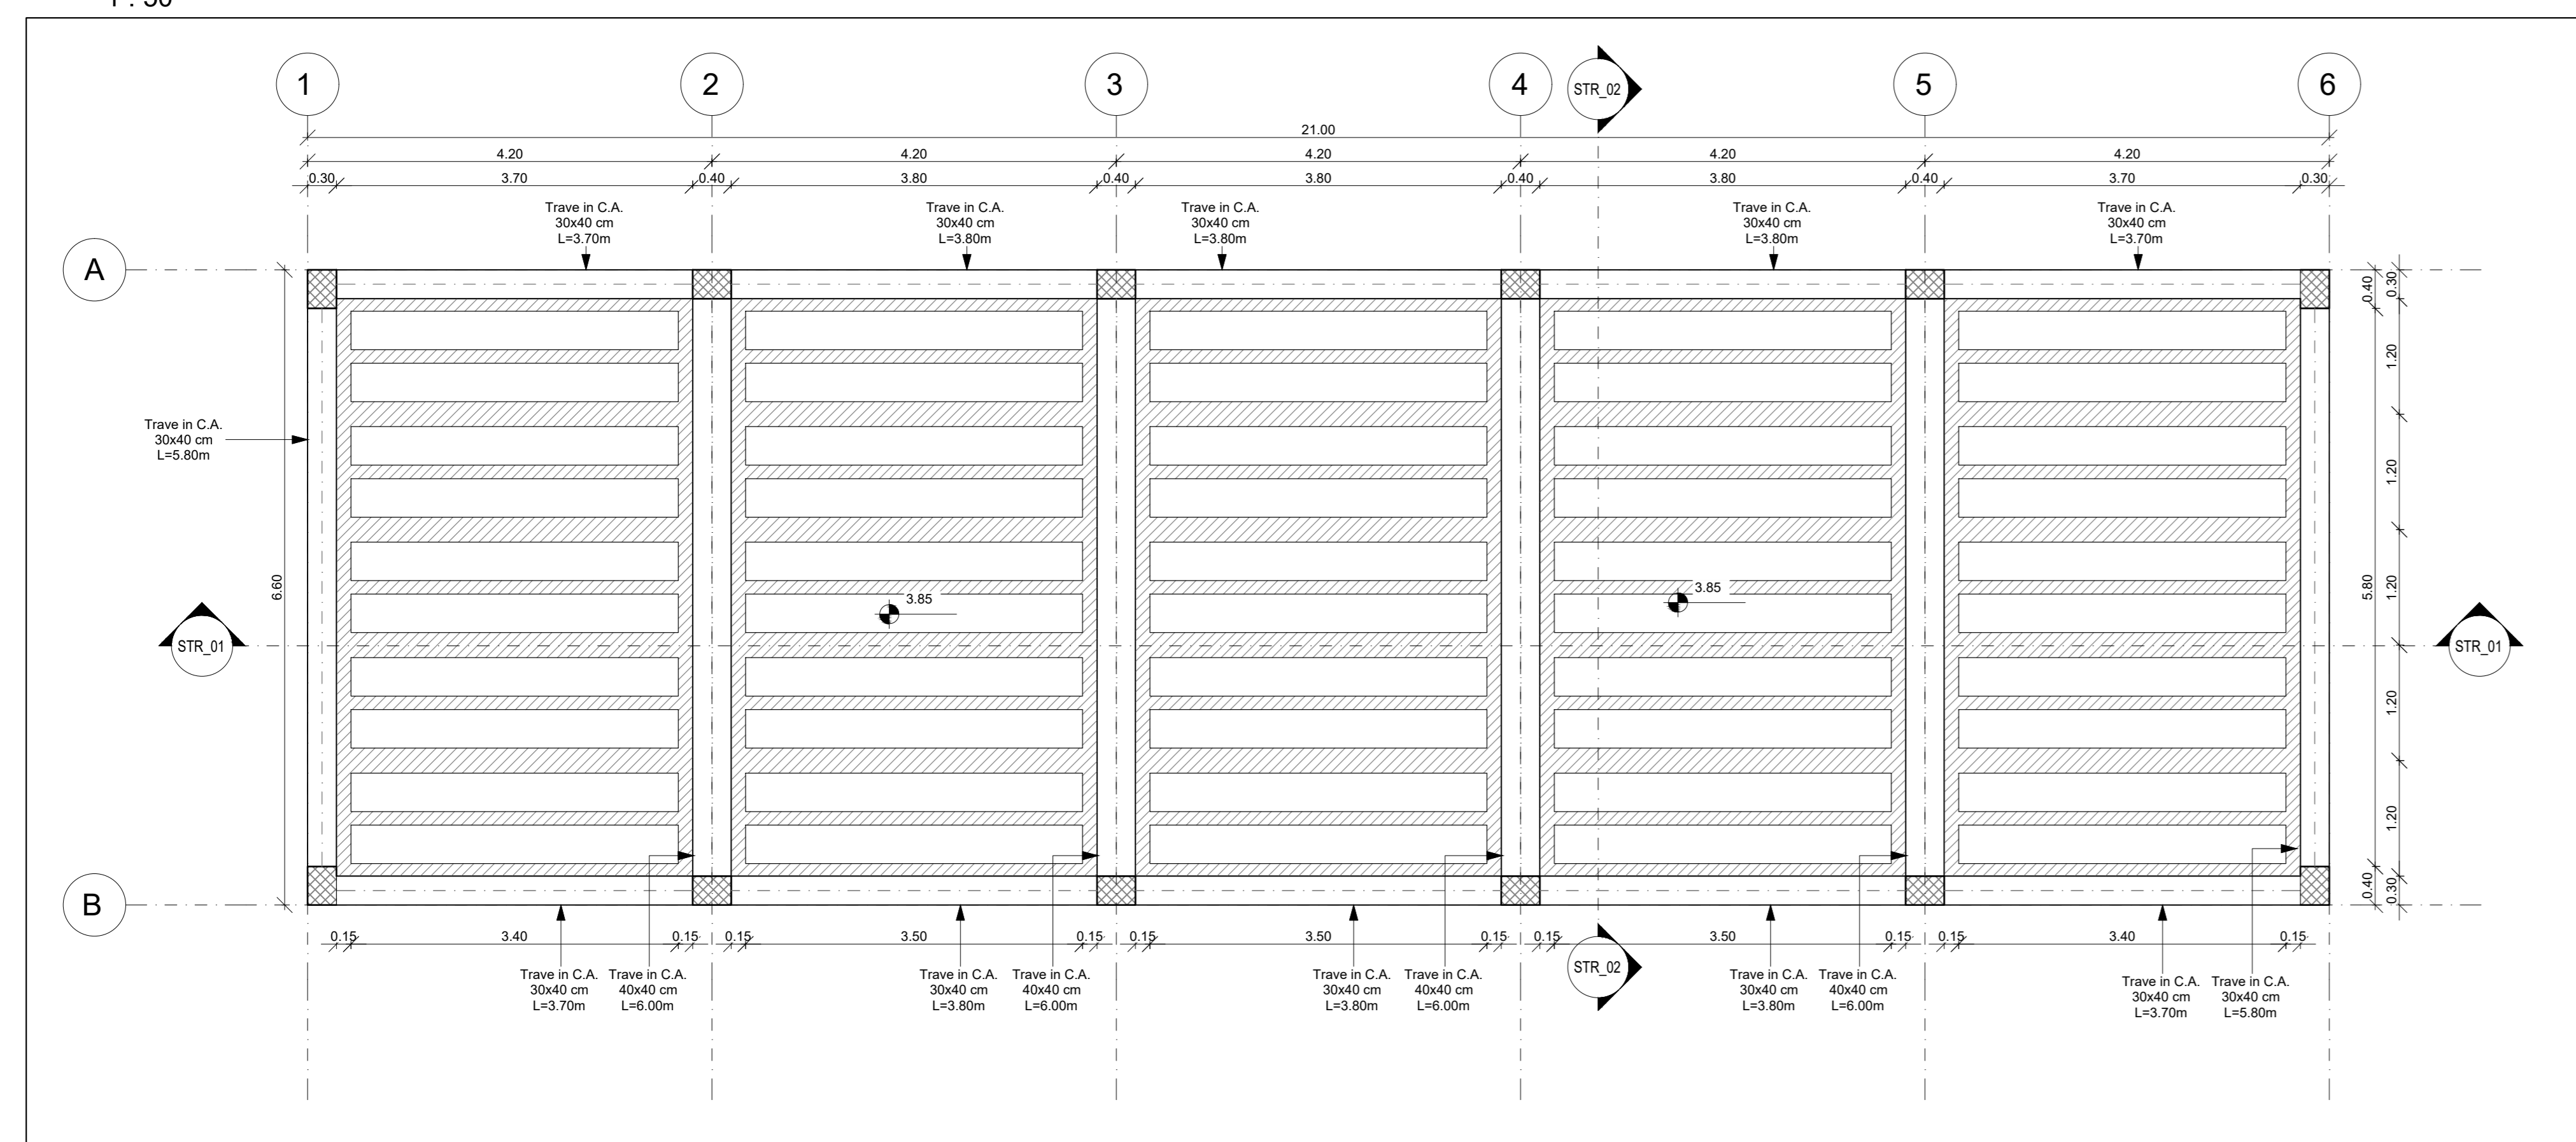 1 : 50
1 2 3 4 STR_02 5 6
21.00
4.20 4.20 4.20 4.20 4.20
0.30 3.70 0.40 3.80 0.40 3.80 0.40 3.80 0.40 3.70 0.30
Trave in C.A.
30x40 cm
L=3.70m
Trave in C.A.
30x40 cm
L=3.80m
Trave in C.A.
30x40 cm
L=3.80m
Trave in C.A.
30x40 cm
L=3.80m
Trave in C.A.
30x40 cm
L=3.70m
A
0.40 0.30
1.20
Trave in C.A.
30x40 cm
L=5.80m
1.20
6.60
3.85
3.85
5.80 1.20
STR_01
STR_01
1.20
1.20
0.40 0.30
B
0.15 3.40 0.15 0.15 3.50 0.15 0.15 3.50 0.15 0.15 3.50 0.15 0.15 3.40 0.15
STR_02
Trave in C.A.
30x40 cm
L=3.70m
Trave in C.A.
40x40 cm
L=6.00m
Trave in C.A.
30x40 cm
L=3.80m
Trave in C.A.
40x40 cm
L=6.00m
Trave in C.A.
30x40 cm
L=3.80m
Trave in C.A.
40x40 cm
L=6.00m
Trave in C.A.
30x40 cm
L=3.80m
Trave in C.A.
40x40 cm
L=6.00m
Trave in C.A.
30x40 cm
L=3.70m
Trave in C.A.
30x40 cm
L=5.80m